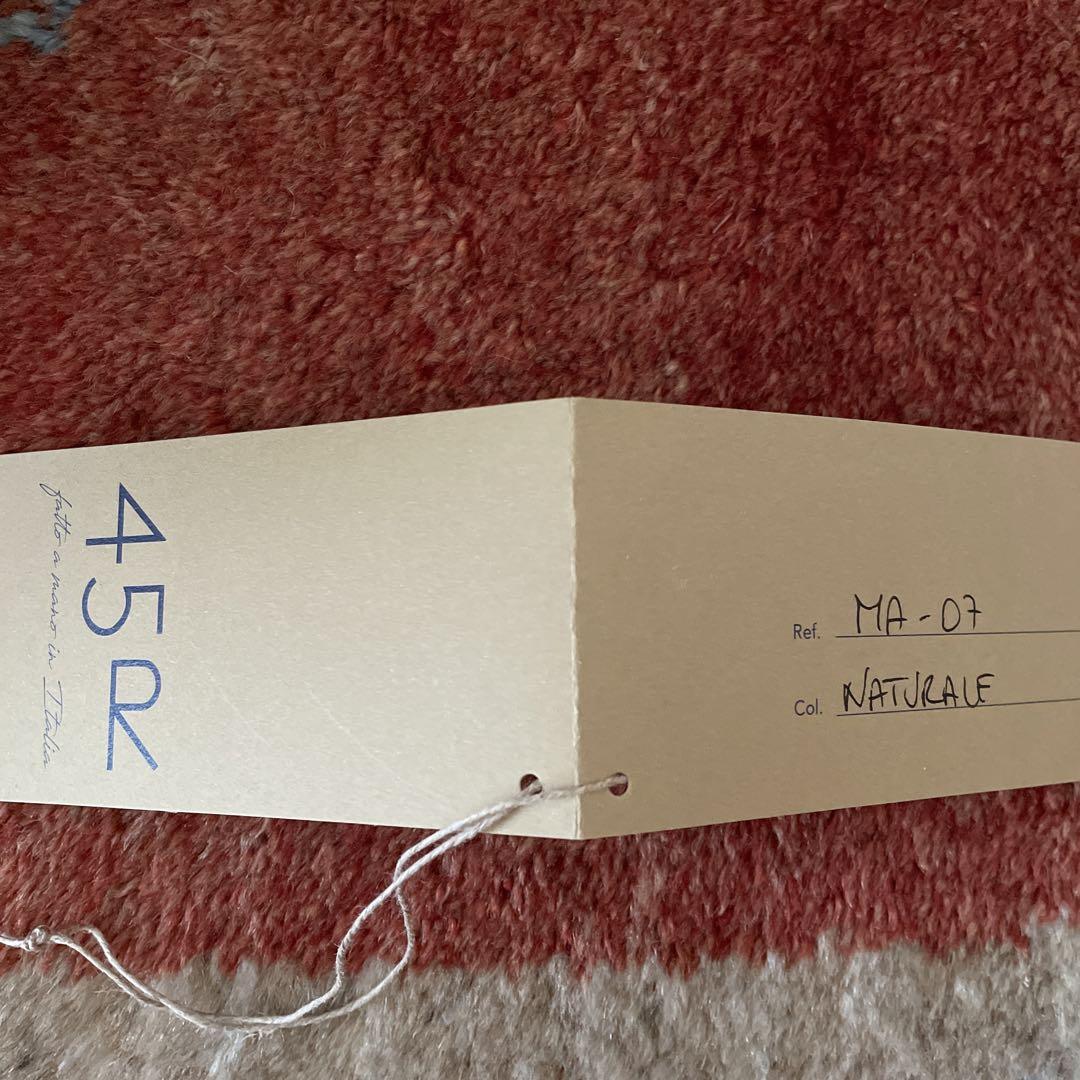 45R
fatto a mano in Italia
Ref. MA-07
Col. NATURALE